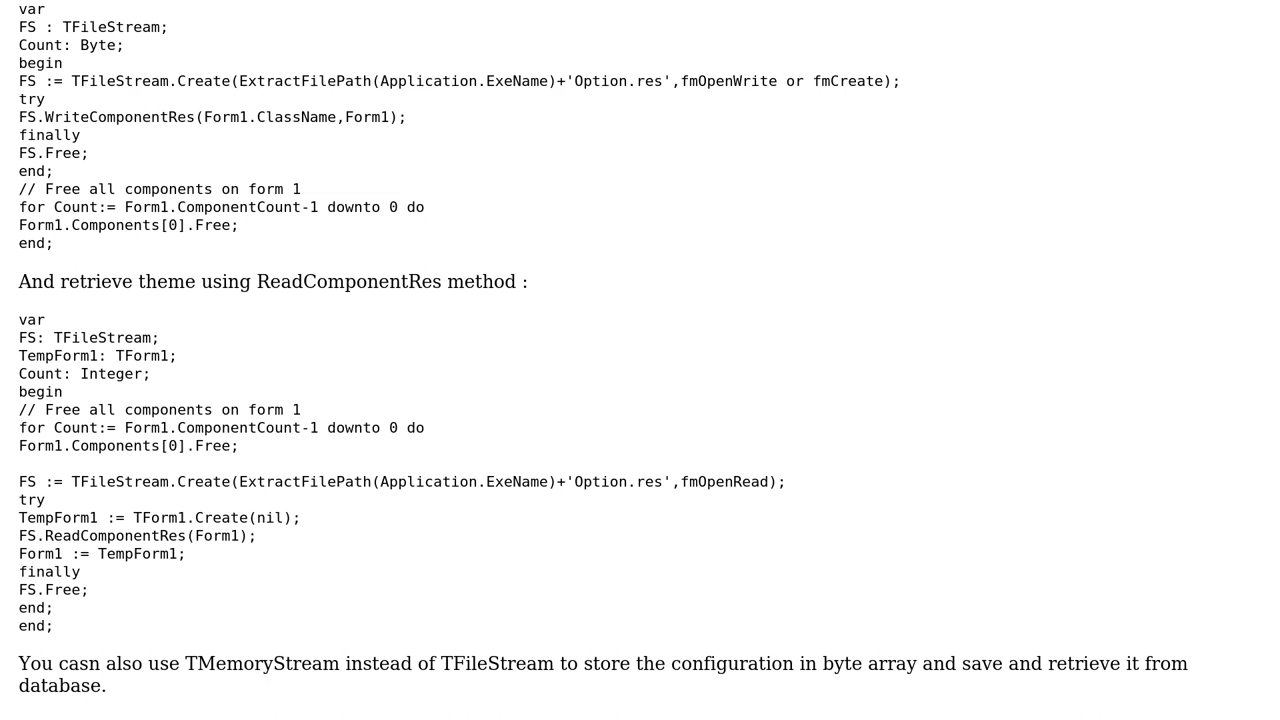 var
FS : TFileStream;
Count: Byte;
begin
FS := TFileStream.Create(ExtractFilePath(Application.ExeName)+'Option.res',fmOpenWrite or fmCreate);
try
FS.WriteComponentRes(Form1.ClassName,Form1);
finally
FS.Free;
end;
// Free all components on form 1
for Count:= Form1.ComponentCount-1 downto 0 do
Form1.Components[0].Free;
end;
And retrieve theme using ReadComponentRes method :
var
FS: TFileStream;
TempForm1: TForm1;
Count: Integer;
begin
// Free all components on form 1
for Count:= Form1.ComponentCount-1 downto 0 do
Form1.Components[0].Free;
FS := TFileStream.Create(ExtractFilePath(Application.ExeName)+'Option.res',fmOpenRead);
try
TempForm1 := TForm1.Create(nil);
FS.ReadComponentRes(Form1);
Form1 := TempForm1;
finally
FS.Free;
end;
end;
You casn also use TMemoryStream instead of TFileStream to store the configuration in byte array and save and retrieve it from
database.